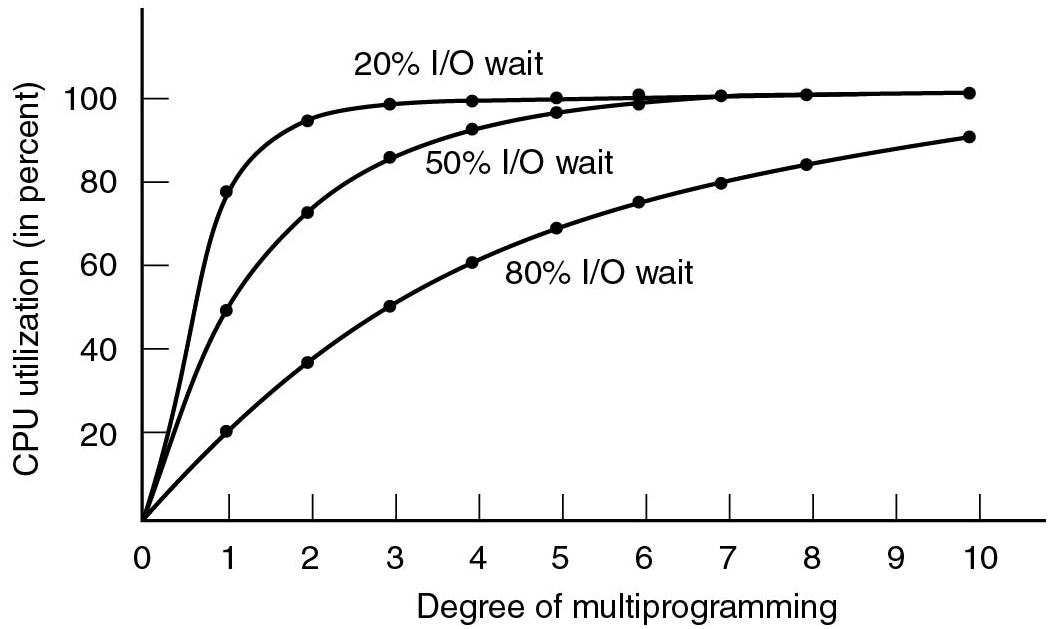 20% I/O wait
100
50% I/O wait
80
60
80% I/O wait
40
20
CPU utilization (in percent)
0 1 2 3 4 5 6 7 8 9 10
Degree of multiprogramming